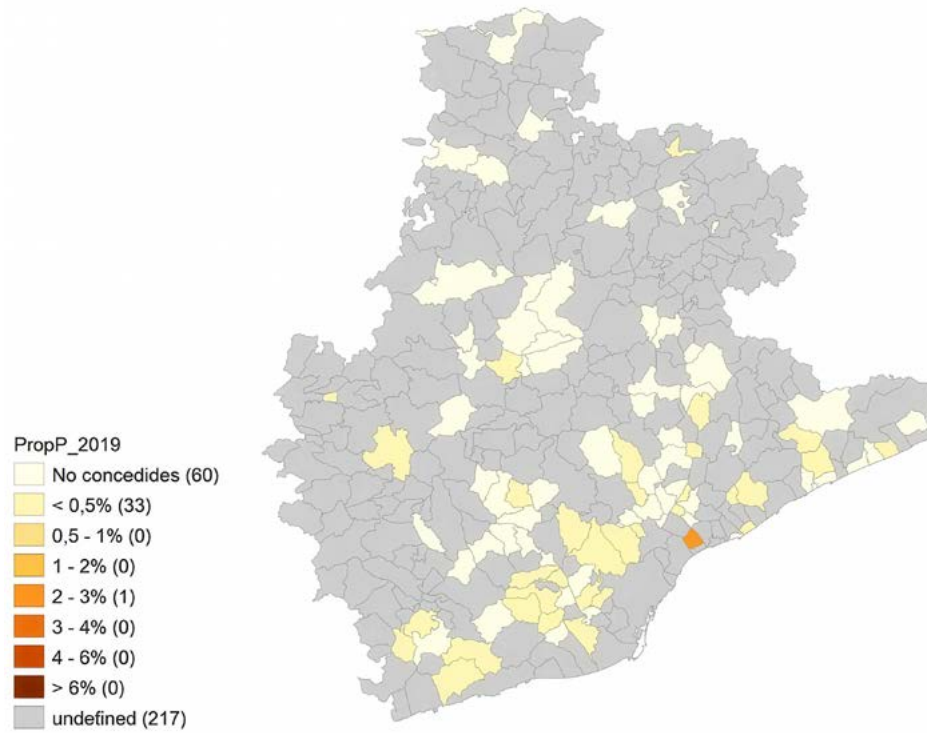 PropP_2019
No concedides (60)
< 0,5% (33)
0,5 - 1% (0)
1 - 2% (0)
2 - 3% (1)
3 - 4% (0)
4 - 6% (0)
> 6% (0)
undefined (217)